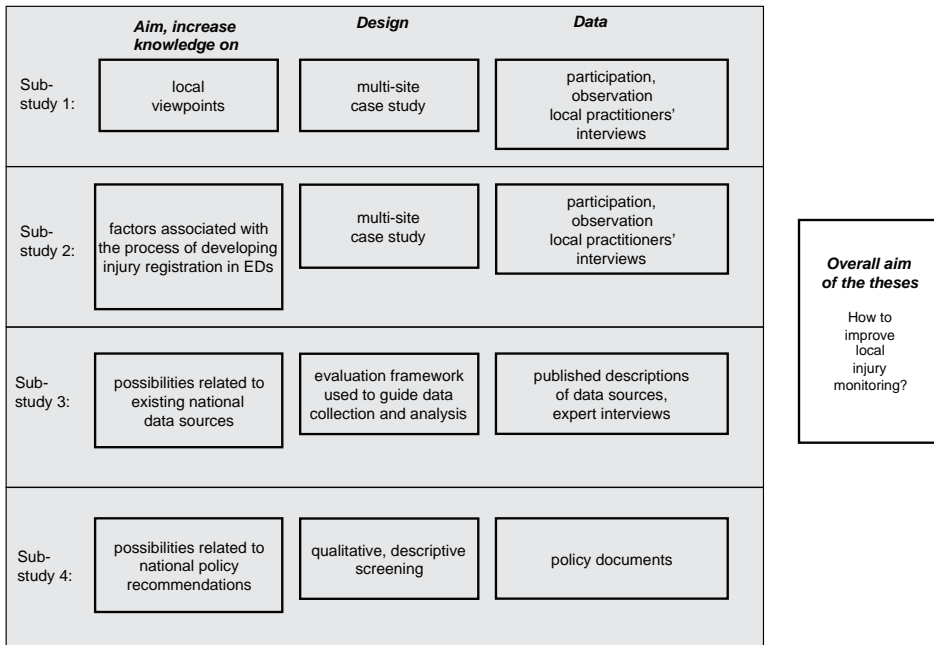 Aim, increase
knowledge on
Design
Data
Sub-
study 1:
local
viewpoints
multi-site
case study
participation,
observation
local practitioners'
interviews
Sub-
study 2:
factors associated with
the process of developing
injury registration in EDs
multi-site
case study
participation,
observation
local practitioners'
interviews
Sub-
study 3:
possibilities related to
existing national
data sources
evaluation framework
used to guide data
collection and analysis
published descriptions
of data sources,
expert interviews
Sub-
study 4:
possibilities related to
national policy
recommendations
qualitative, descriptive
screening
policy documents
Overall aim
of the theses
How to
improve
local
injury
monitoring?